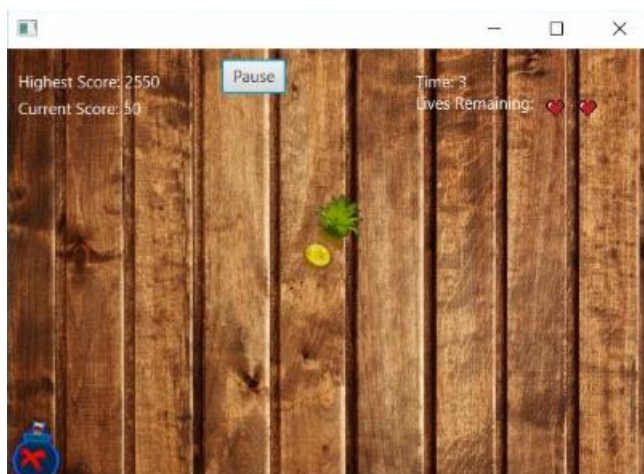 Highest Score: 2550
Pause
Time: 3
Current Score: 50
Lives Remaining: